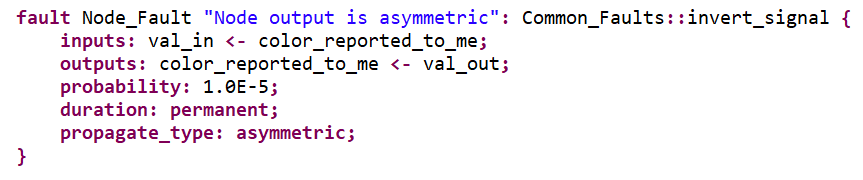 fault Node_Fault "Node output is asymmetric": Common_Faults::invert_signal {
    inputs: val_in <- color_reported_to_me;
    outputs: color_reported_to_me <- val_out;
    probability: 1.0E-5;
    duration: permanent;
    propagate_type: asymmetric;
}